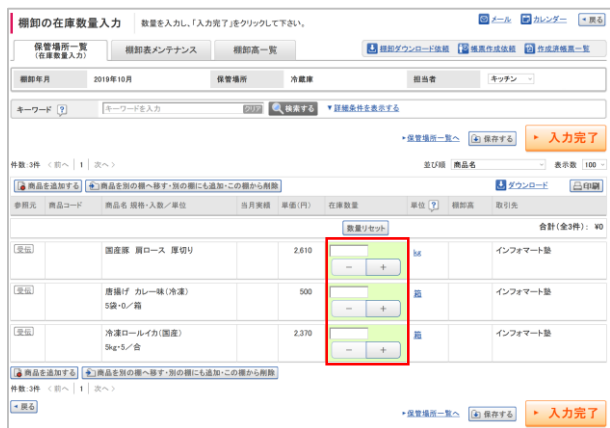 棚卸の在庫数量入力 数量を入力し、「入力完了」をクリックして下さい。 メール カレンダー 戻る
保管場所一覧 (在庫数量入力) 棚卸表メンテナンス 棚卸高一覧 棚卸ダウンロード依頼 帳票作成依頼 作成済帳票一覧
棚卸年月 2019年10月 保管場所 冷蔵庫 担当者 キッチン
キーワード ? キーワードを入力 クリア 検索する ▼詳細条件を表示する
保管場所一覧へ 保存する 入力完了
件数:3件 <前へ | 1 | 次へ> 並び順 商品名 表示数 100
商品を追加する 商品を別の棚へ移す・別の棚にも追加・この棚から削除 ダウンロード 印刷
参照元 商品コード 商品名 規格・入数/単位 当月実績 単価(円) 在庫数量 単位 ? 棚卸高 取引先
数量リセット 合計(全3件): ¥0
受伝 国産豚 肩ロース 厚切り 2,610 kg インフォマート塾
− +
受伝 唐揚げ カレー味(冷凍) 500 箱 インフォマート塾
5袋・0/箱 − +
受伝 冷凍ロールイカ(国産) 2,370 箱 インフォマート塾
5kg・5/合 − +
商品を追加する 商品を別の棚へ移す・別の棚にも追加・この棚から削除
件数:3件 <前へ | 1 | 次へ>
戻る 保管場所一覧へ 保存する 入力完了